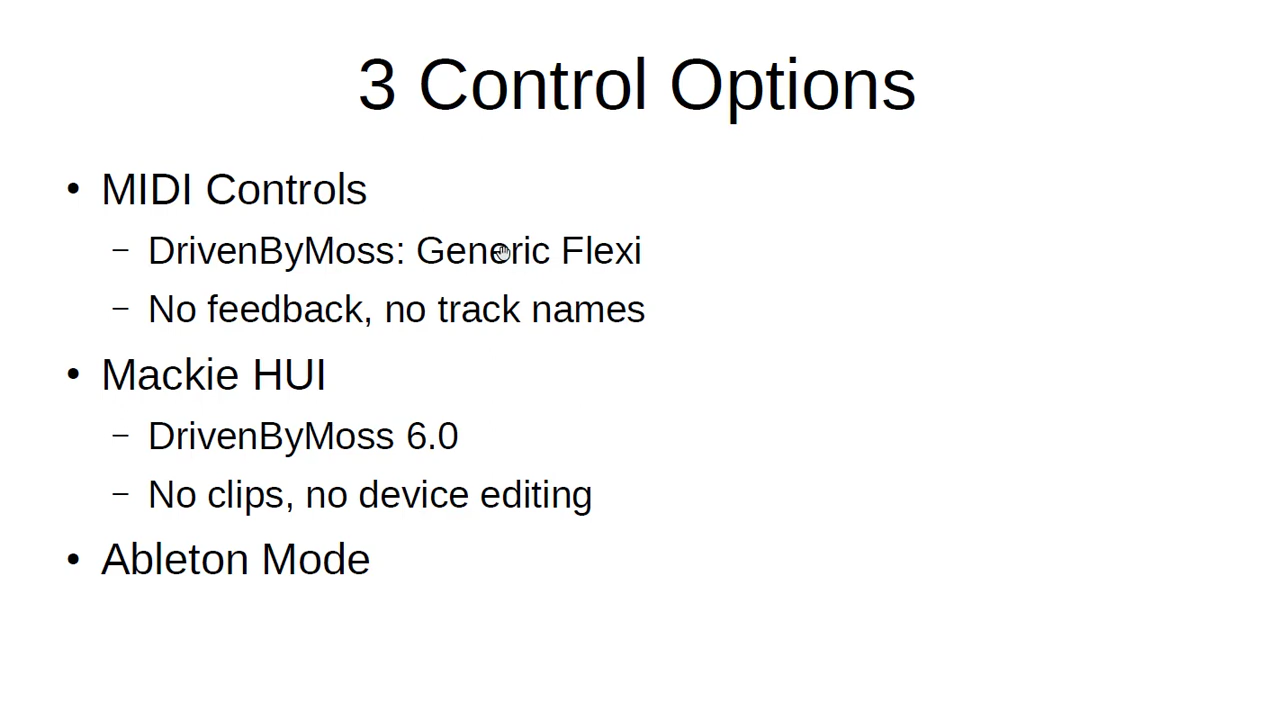 3 Control Options
• MIDI Controls
– DrivenByMoss: Generic Flexi
– No feedback, no track names
• Mackie HUI
– DrivenByMoss 6.0
– No clips, no device editing
• Ableton Mode